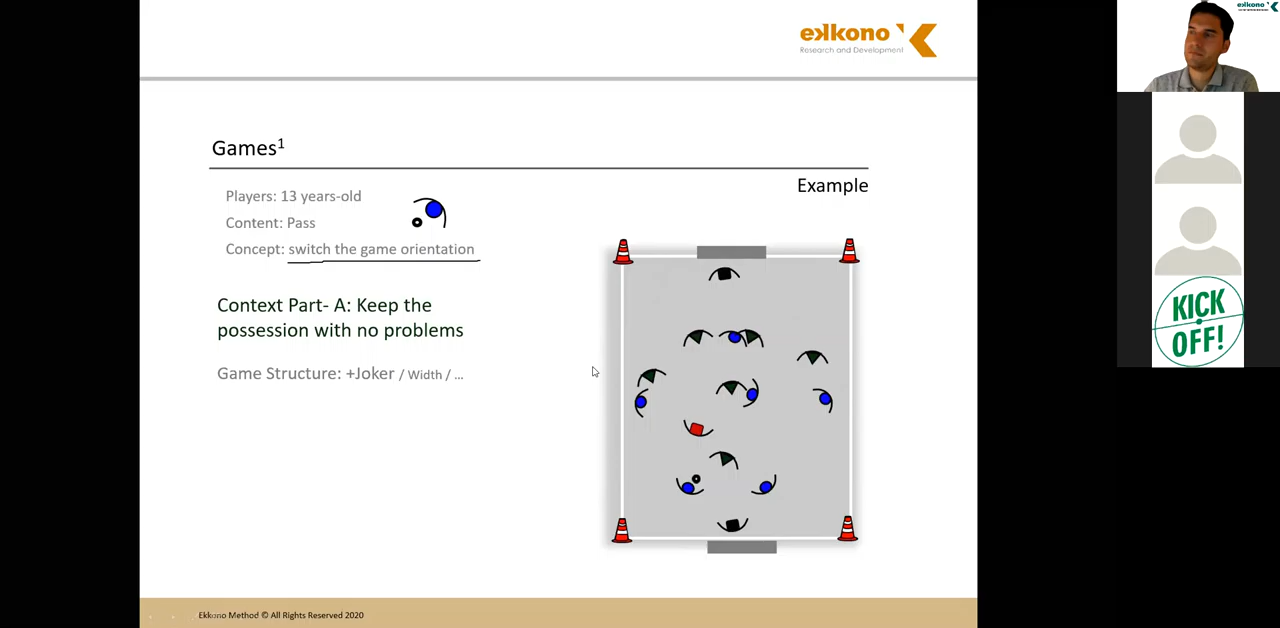 ekkono
Research and Development
ekkono
Games1
Example
Players: 13 years-old
Content: Pass
Concept: switch the game orientation
Context Part- A: Keep the
possession with no problems
Game Structure: +Joker / Width / ...
KICK
OFF!
Ekkono Method © All Rights Reserved 2020